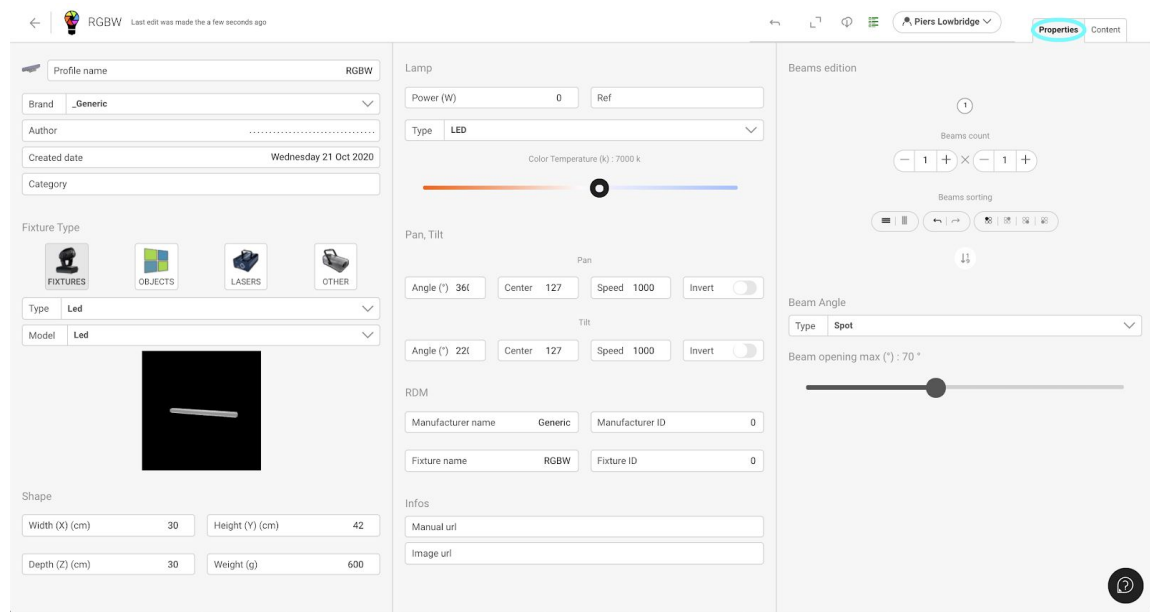 RGBW Last edit was made the a few seconds ago
Piers Lowbridge
Properties Content
Profile name RGBW
Brand _Generic
Author
Created date Wednesday 21 Oct 2020
Category
Fixture Type
FIXTURES OBJECTS LASERS OTHER
Type Led
Model Led
Shape
Width (X) (cm) 30 Height (Y) (cm) 42
Depth (Z) (cm) 30 Weight (g) 600
Lamp
Power (W) 0 Ref
Type LED
Color Temperature (k) : 7000 k
Pan, Tilt
Pan
Angle (°) 360 Center 127 Speed 1000 Invert
Tilt
Angle (°) 220 Center 127 Speed 1000 Invert
RDM
Manufacturer name Generic Manufacturer ID 0
Fixture name RGBW Fixture ID 0
Infos
Manual url
Image url
Beams edition
1
Beams count
1 × 1
Beams sorting
Beam Angle
Type Spot
Beam opening max (°) : 70 °